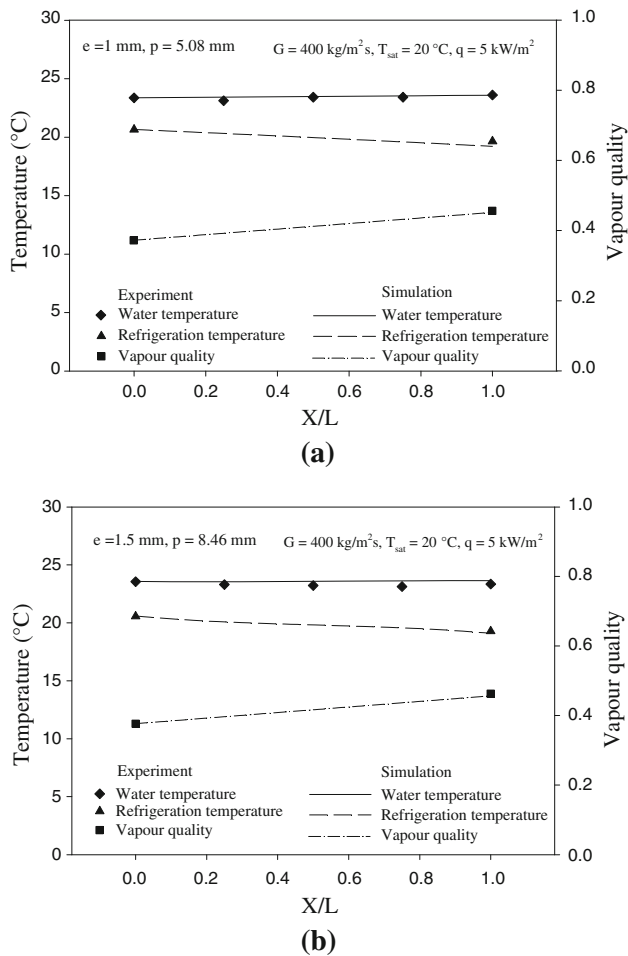 e =1 mm, p = 5.08 mm G = 400 kg/m²s, Tsat = 20 °C, q = 5 kW/m²
Temperature (°C)
30
25
20
15
10
5
0
Vapour quality
1.0
0.8
0.6
0.4
0.2
0.0
Experiment Simulation
Water temperature Water temperature
Refrigeration temperature Refrigeration temperature
Vapour quality Vapour quality
0.0 0.2 0.4 0.6 0.8 1.0
X/L
(a)
e =1.5 mm, p = 8.46 mm G = 400 kg/m²s, Tsat = 20 °C, q = 5 kW/m²
Temperature (°C)
30
25
20
15
10
5
0
Vapour quality
1.0
0.8
0.6
0.4
0.2
0.0
Experiment Simulation
Water temperature Water temperature
Refrigeration temperature Refrigeration temperature
Vapour quality Vapour quality
0.0 0.2 0.4 0.6 0.8 1.0
X/L
(b)